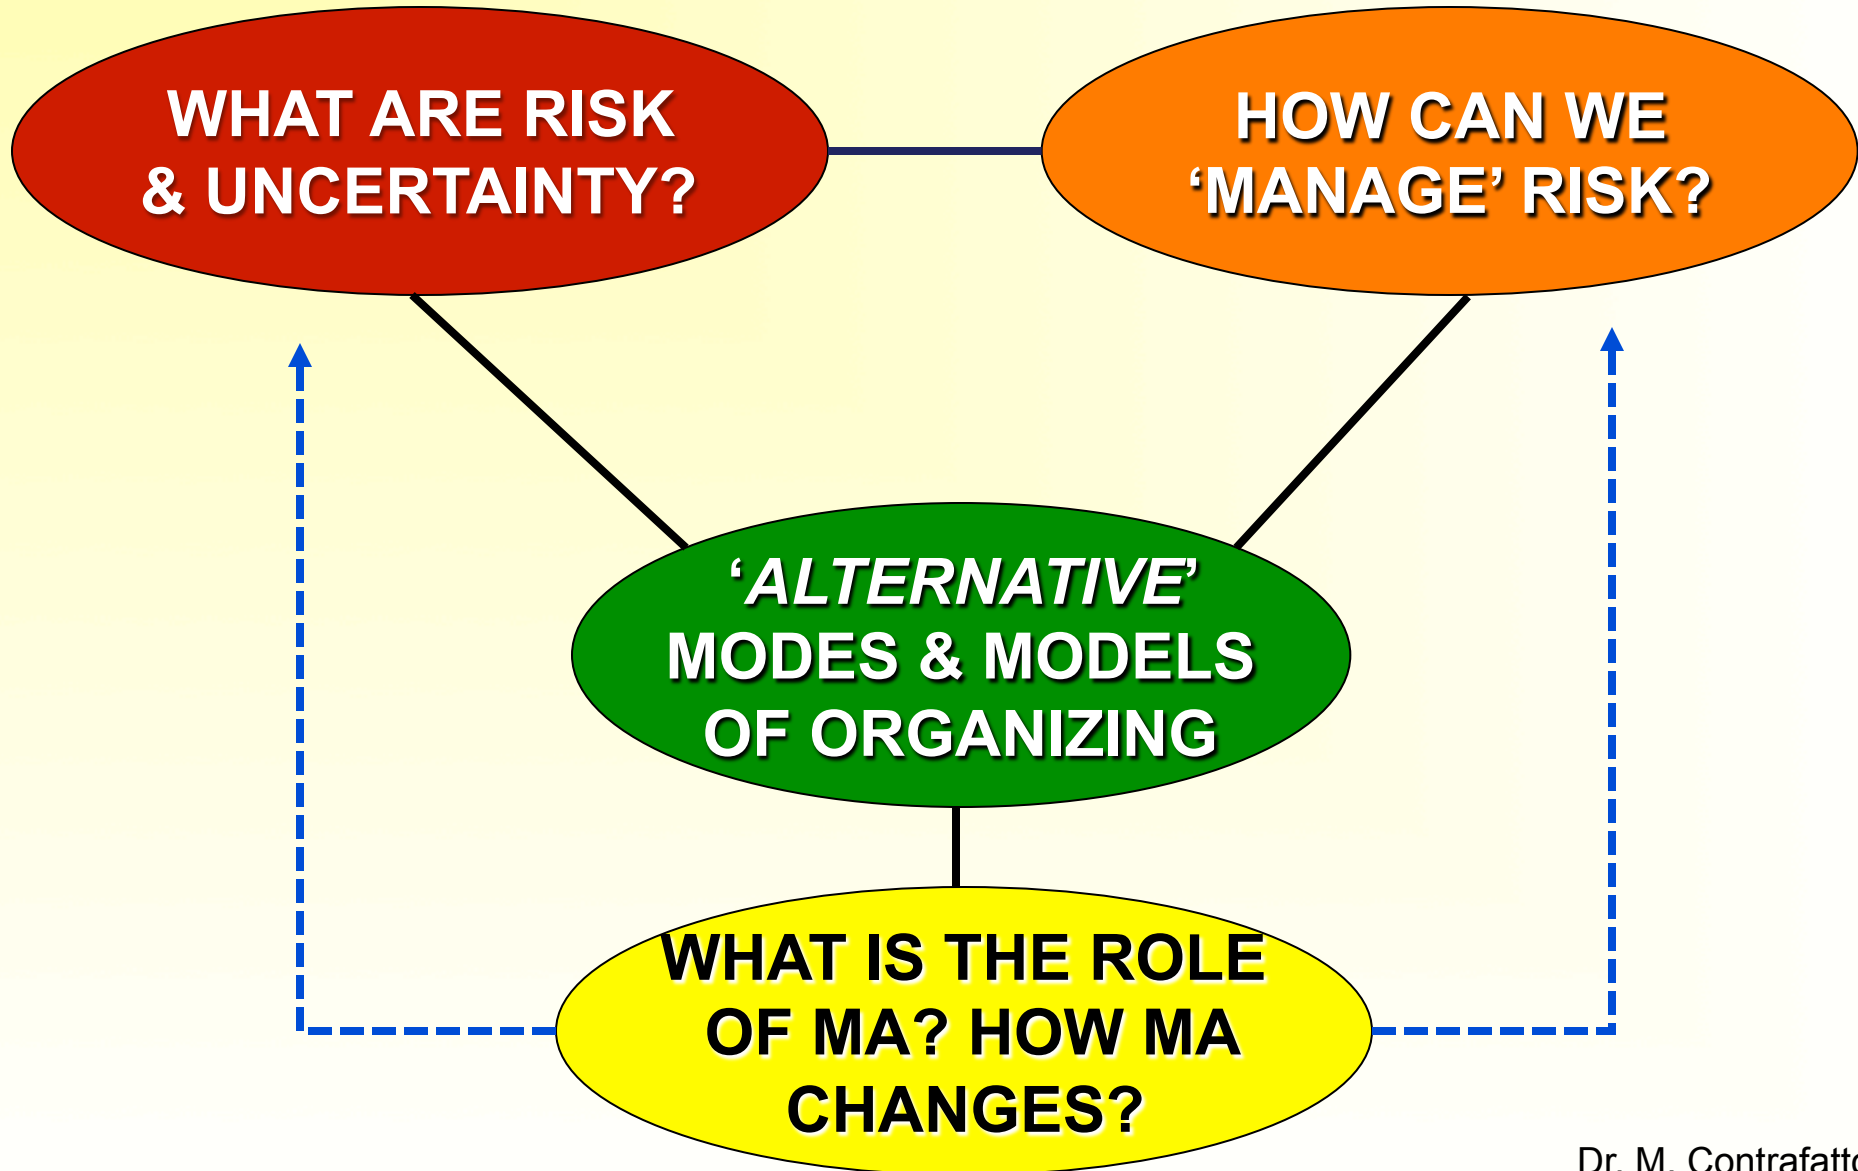 WHAT ARE RISK
& UNCERTAINTY?
HOW CAN WE
‘MANAGE’ RISK?
‘ALTERNATIVE’
MODES & MODELS
OF ORGANIZING
WHAT IS THE ROLE
OF MA? HOW MA
CHANGES?
Dr. M. Contrafatto